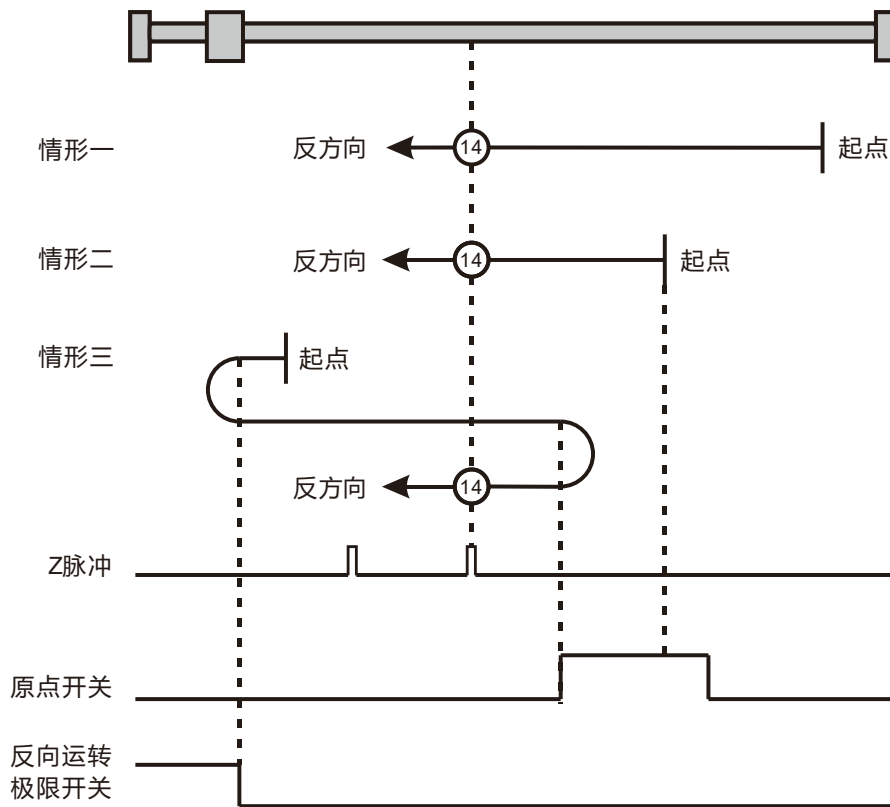 情形一
反方向
14
起点
情形二
反方向
14
起点
情形三
起点
反方向
14
Z脉冲
原点开关
反向运转
极限开关